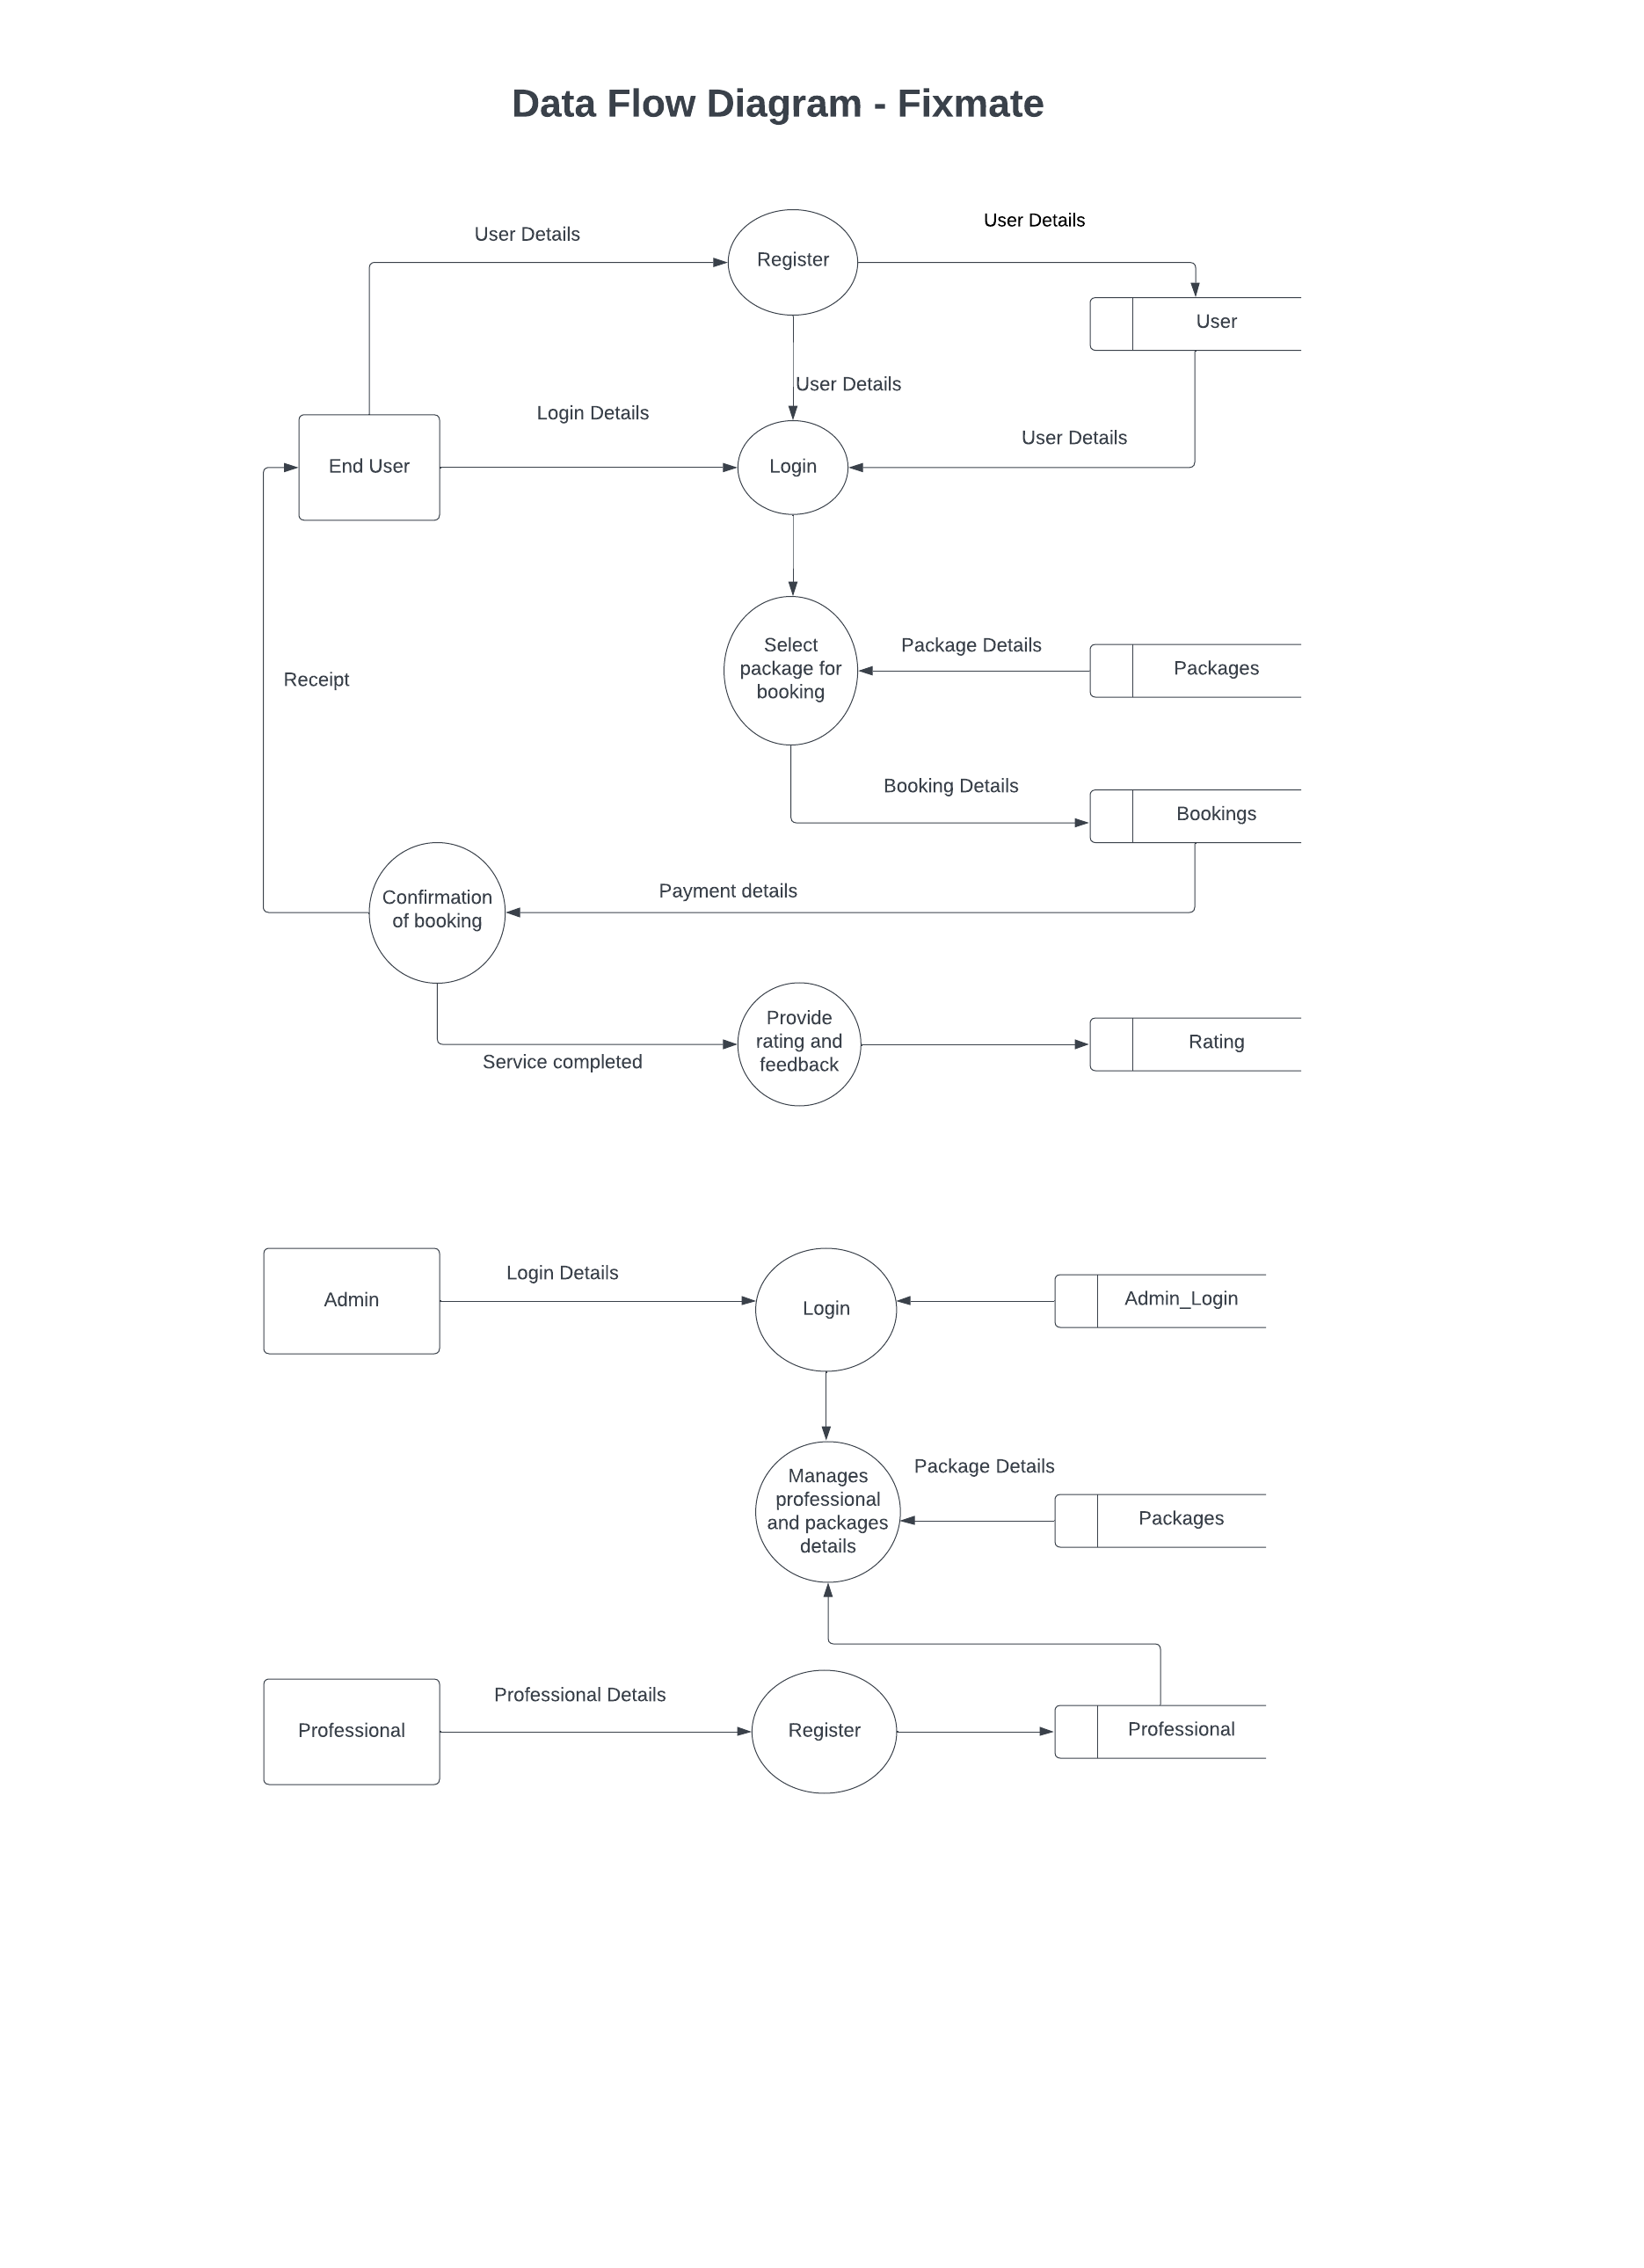 Data Flow Diagram - Fixmate
User Details
Register
User Details
User
User Details
Login Details
End User
Login
User Details
Select
package for
booking
Package Details
Packages
Receipt
Booking Details
Bookings
Confirmation
of booking
Payment details
Service completed
Provide
rating and
feedback
Rating
Admin
Login Details
Login
Admin_Login
Manages
professional
and packages
details
Package Details
Packages
Professional
Professional Details
Register
Professional